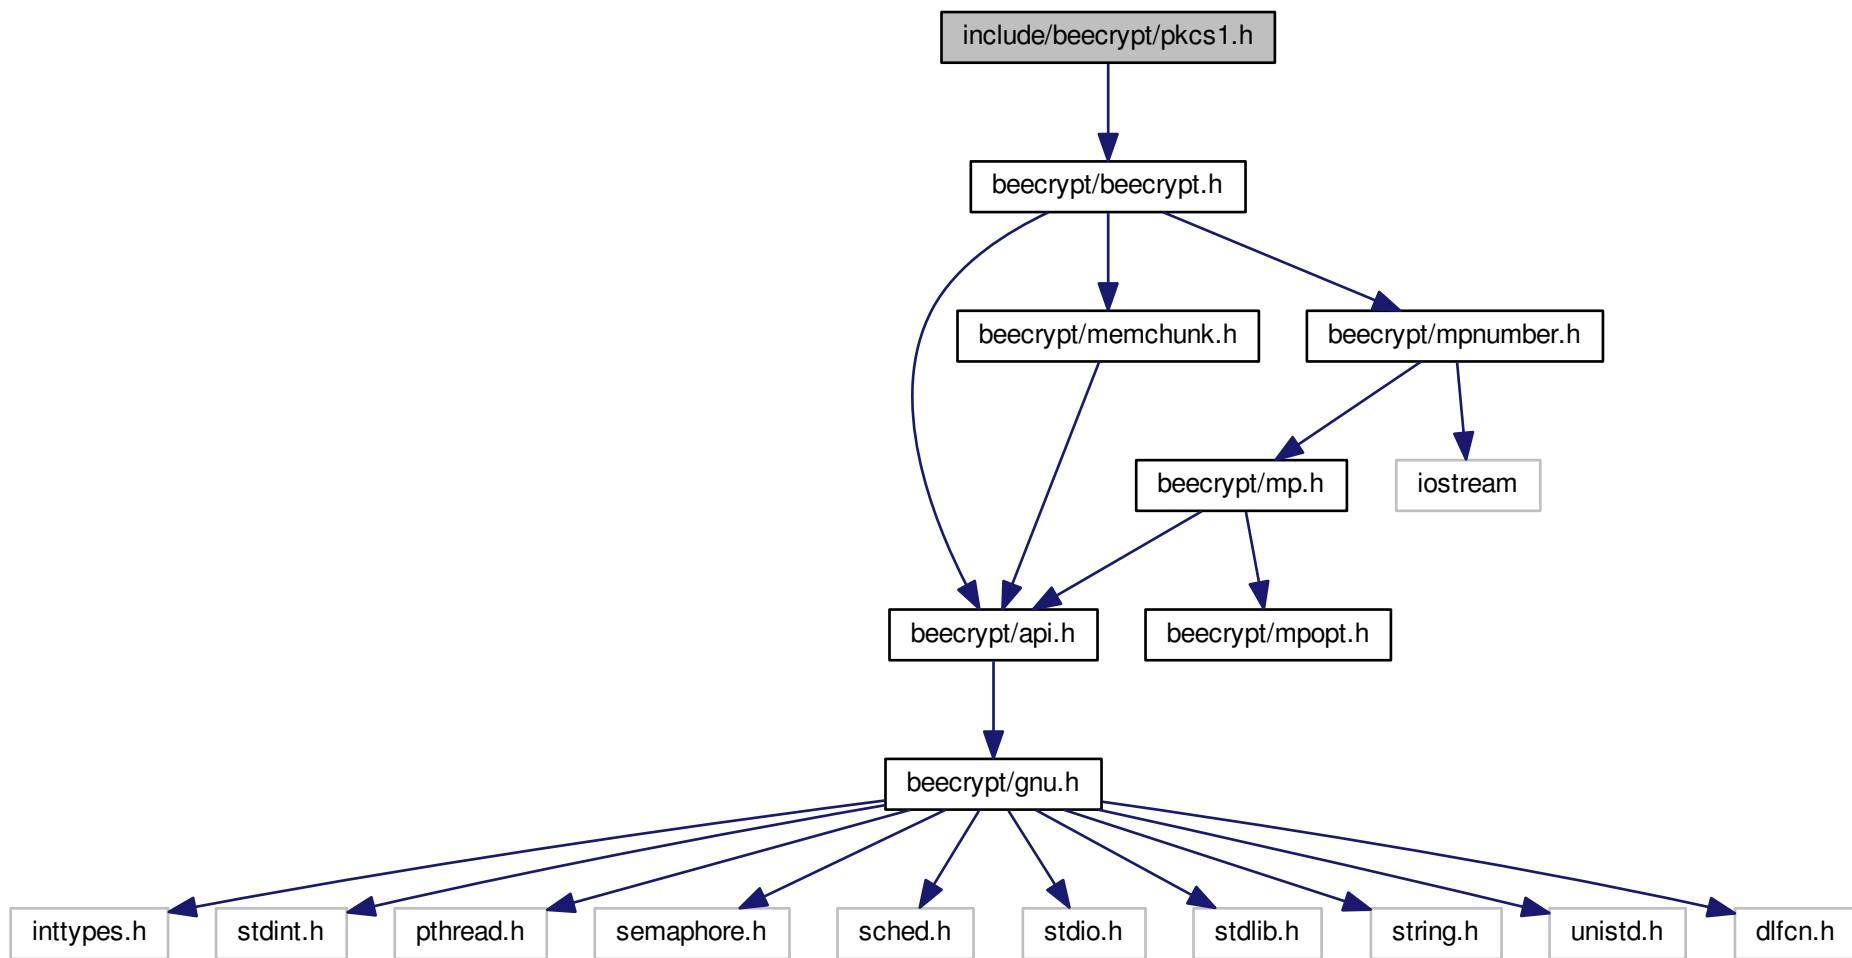 include/beecrypt/pkcs1.h
beecrypt/beecrypt.h
beecrypt/memchunk.h
beecrypt/mpnumber.h
beecrypt/mp.h
iostream
beecrypt/api.h
beecrypt/mpopt.h
beecrypt/gnu.h
inttypes.h
stdint.h
pthread.h
semaphore.h
sched.h
stdio.h
stdlib.h
string.h
unistd.h
dlfcn.h